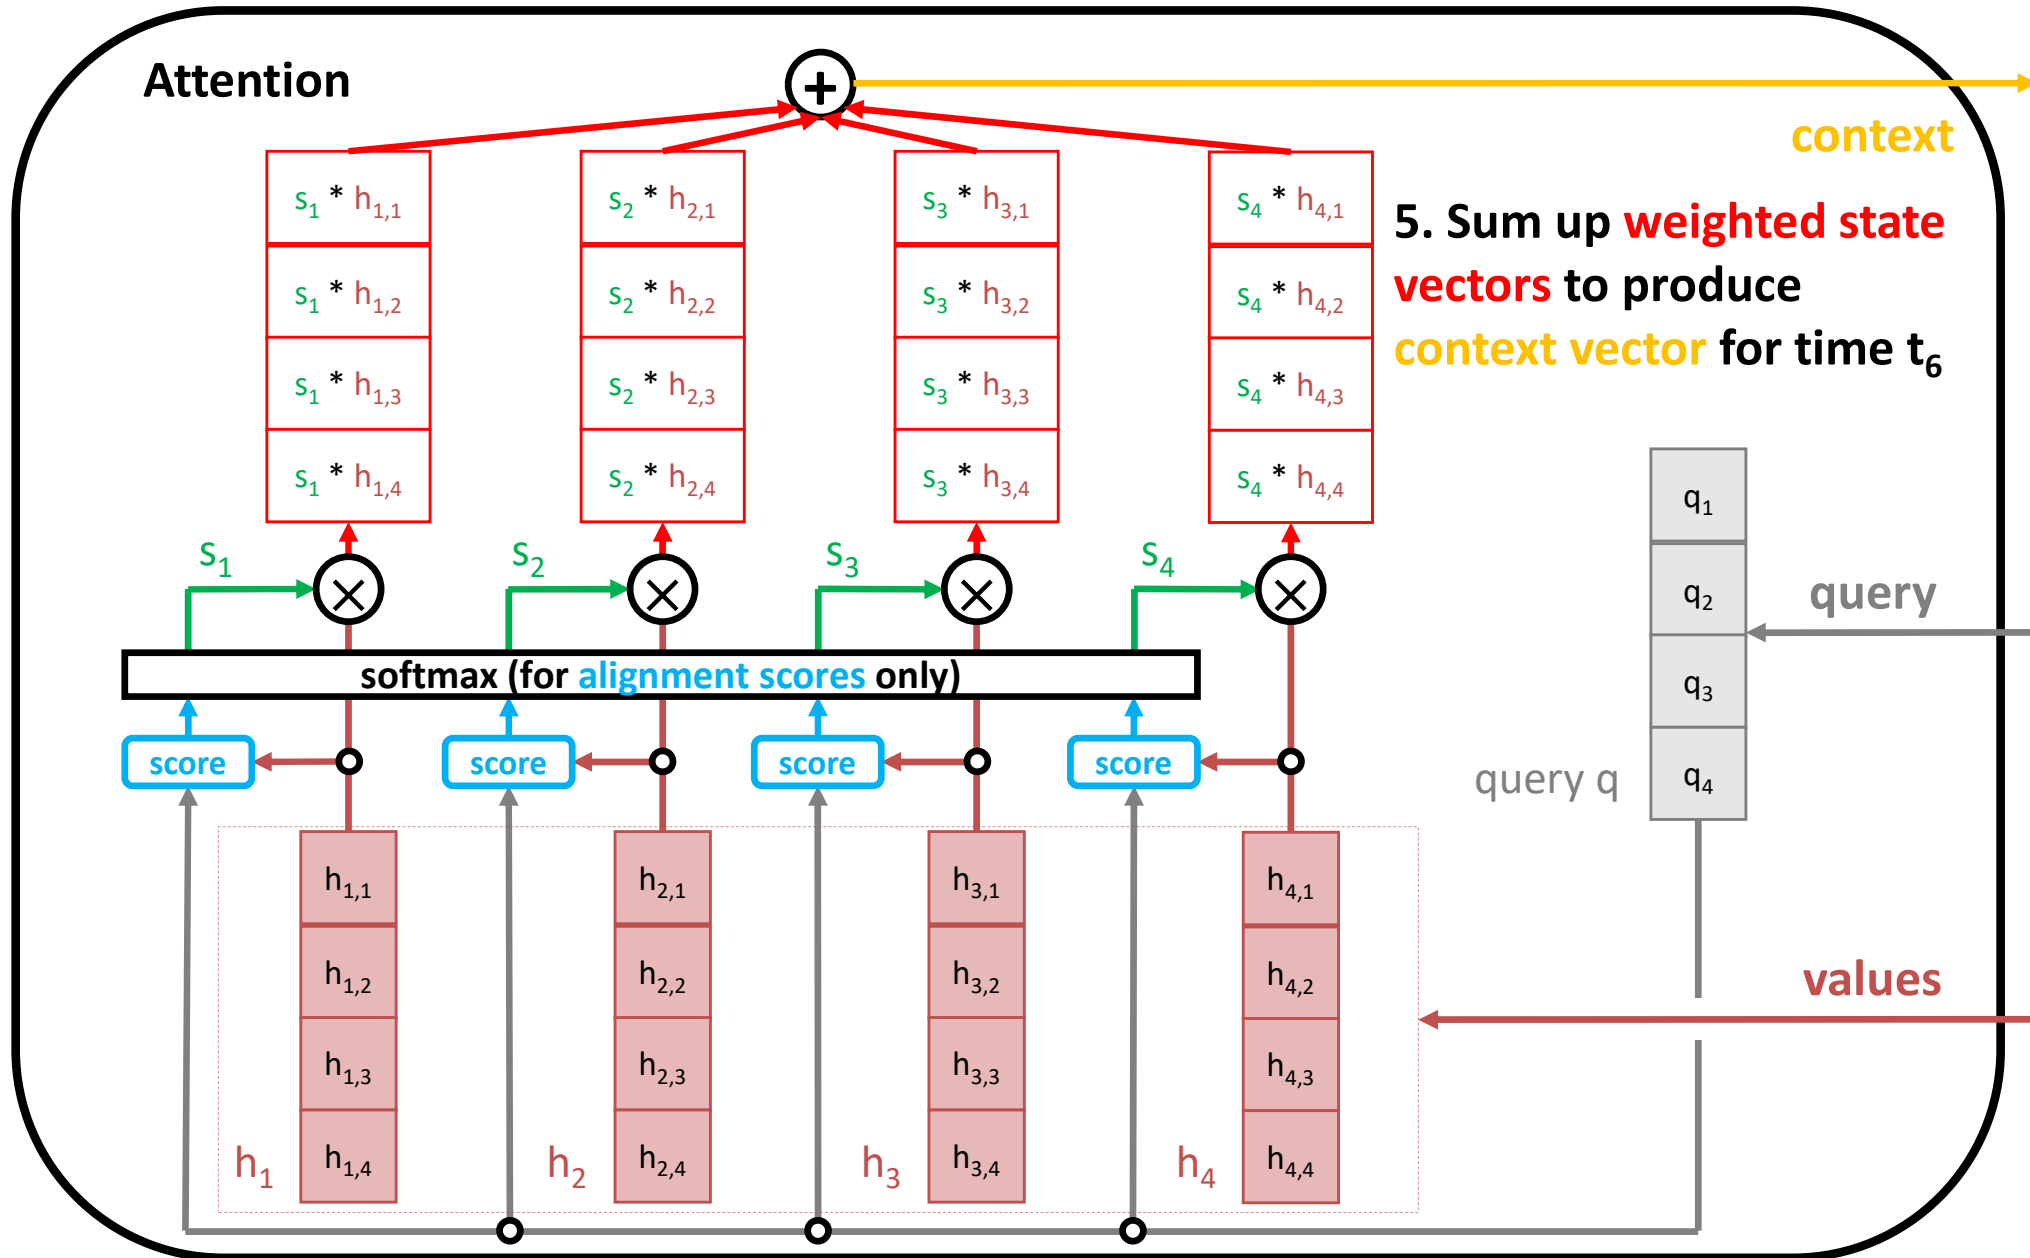 Attention
+
context
s1 * h1,1 s2 * h2,1 s3 * h3,1 s4 * h4,1
s1 * h1,2 s2 * h2,2 s3 * h3,2 s4 * h4,2
s1 * h1,3 s2 * h2,3 s3 * h3,3 s4 * h4,3
s1 * h1,4 s2 * h2,4 s3 * h3,4 s4 * h4,4
5. Sum up weighted state
vectors to produce
context vector for time t6
s1 × s2 × s3 × s4 ×
softmax (for alignment scores only)
score score score score
q1
q2
q3
q4
query
query q
h1,1 h2,1 h3,1 h4,1
h1,2 h2,2 h3,2 h4,2
h1,3 h2,3 h3,3 h4,3
h1,4 h2,4 h3,4 h4,4
h1 h2 h3 h4
values